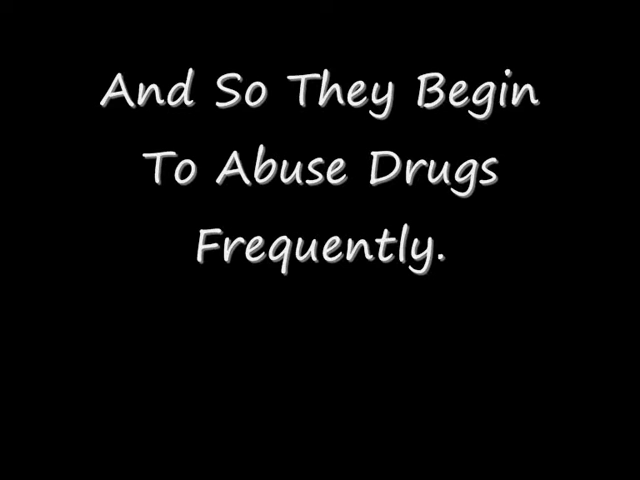 And So They Begin
To Abuse Drugs
Frequently.